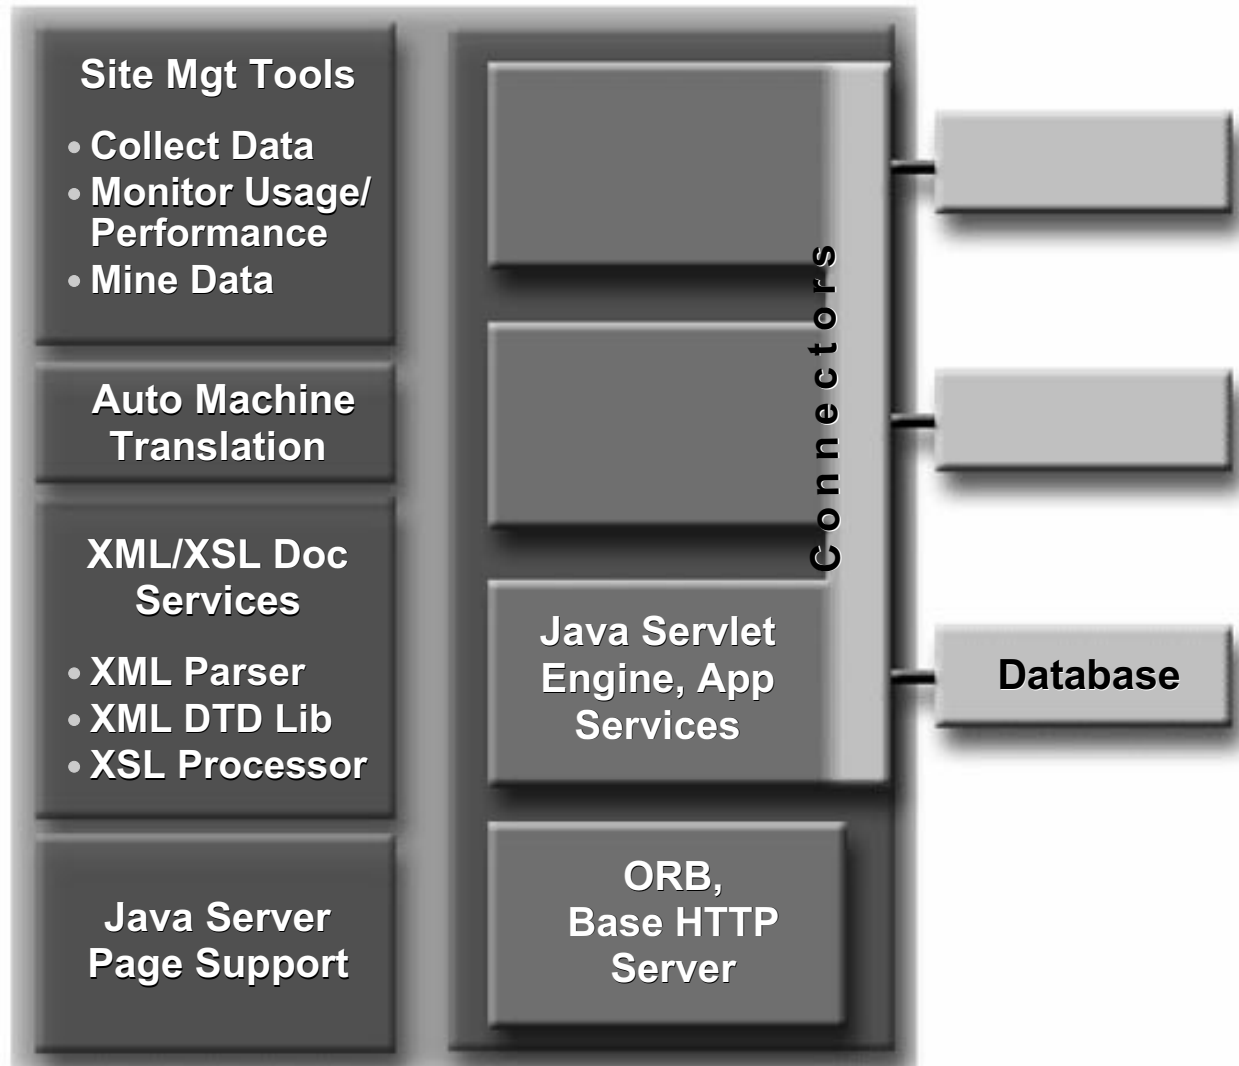 Site Mgt Tools
• Collect Data
• Monitor Usage/
Performance
• Mine Data
Auto Machine
Translation
XML/XSL Doc
Services
• XML Parser
• XML DTD Lib
• XSL Processor
Java Server
Page Support
Connectors
Java Servlet
Engine, App
Services
ORB,
Base HTTP
Server
Database